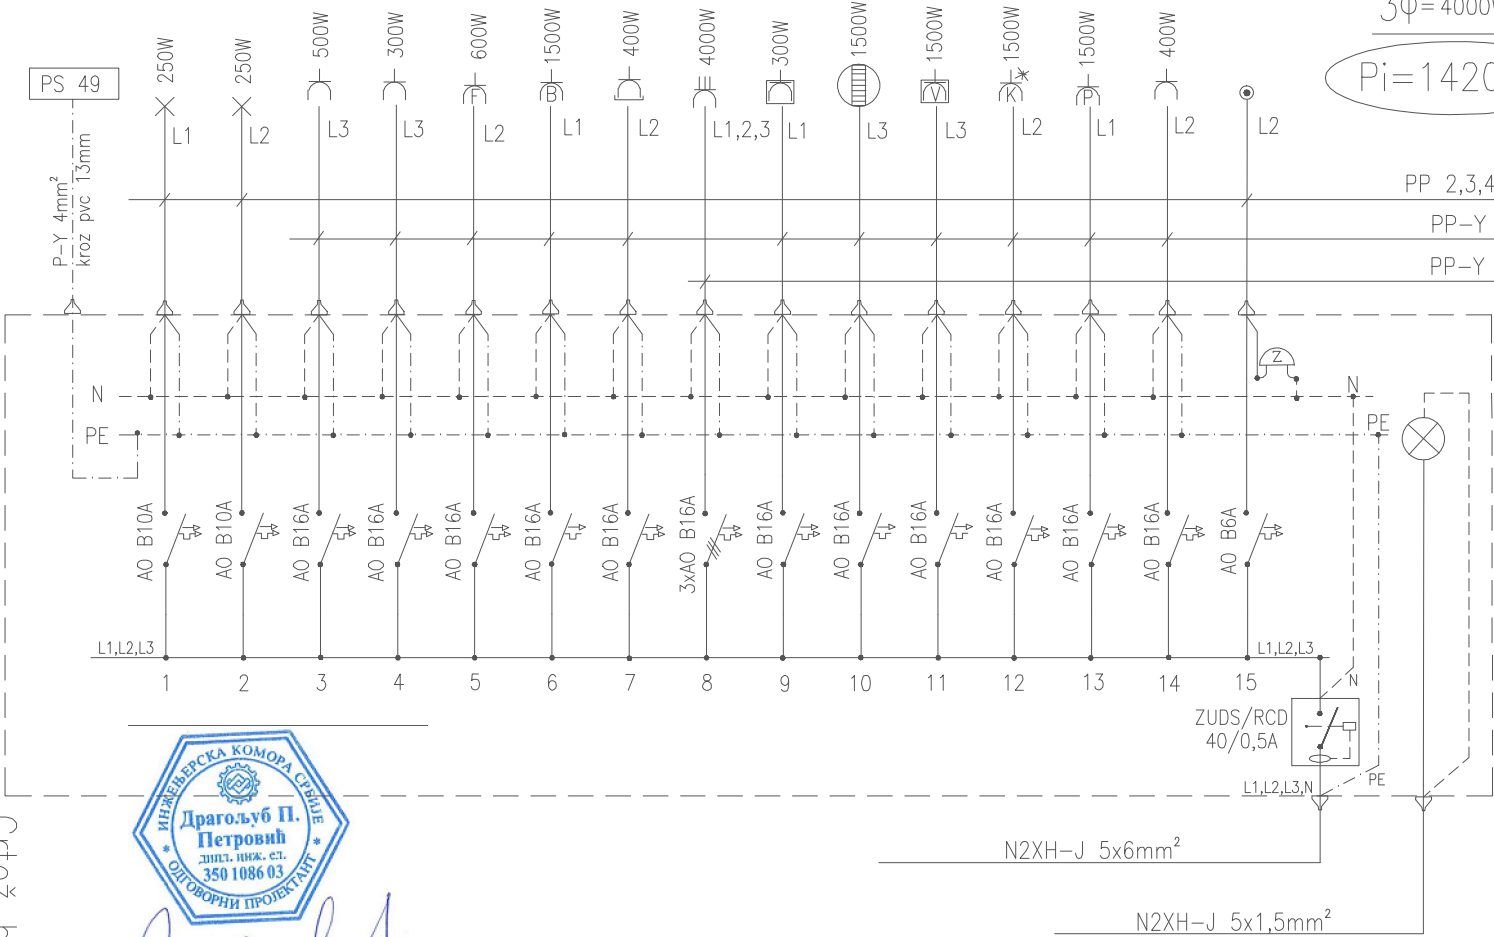 3φ=4000W
Pi=1420
PS 49
250W
250W
500W
300W
600W
1500W
400W
4000W
300W
1500W
1500W
1500W
1500W
400W
F
B
V
K
P
L1
L2
L3
L3
L2
L1
L2
L1,2,3
L1
L3
L3
L2
L1
L2
L2
P-Y 4mm²
kroz pvc 13mm
PP 2,3,4
PP-Y
PP-Y
Z
N
N
PE
PE
AO B10A
AO B10A
AO B16A
AO B16A
AO B16A
AO B16A
AO B16A
3xAO B16A
AO B16A
AO B16A
AO B16A
AO B16A
AO B16A
AO B16A
AO B6A
L1,L2,L3
L1,L2,L3
1 2 3 4 5 6 7 8 9 10 11 12 13 14 15
N
ZUDS/RCD
40/0,5A
PE
L1,L2,L3,N
N2XH-J 5x6mm²
N2XH-J 5x1,5mm²
ИНЖЕЊЕРСКА КОМОРА СРБИЈЕ
Драгољуб П.
Петровић
дипл. инж. ел.
350 1086 03
* ОДГОВОРНИ ПРОЈЕКТАНТ *